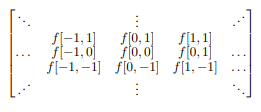 ⋱ ⋮ ⋰
f[−1, 1] f[0, 1] f[1, 1]
… f[−1, 0] f[0, 0] f[0, 1] …
f[−1, −1] f[0, −1] f[1, −1]
⋰ ⋮ ⋱